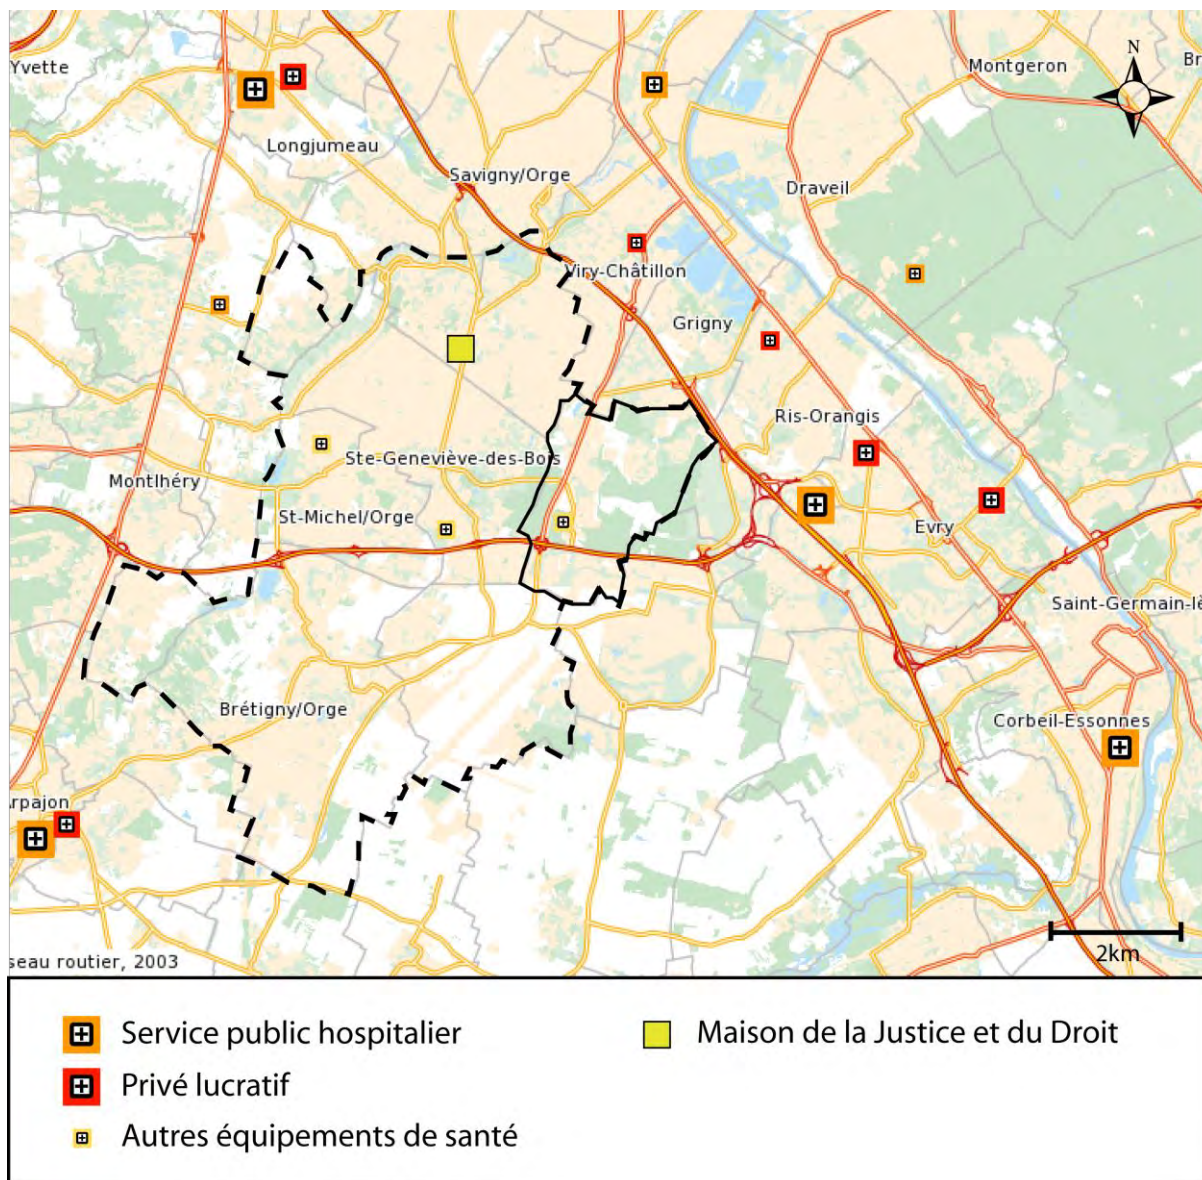 N
Yvette
Montgeron
Br
Longjumeau
Savigny/Orge
Draveil
Viry-Châtillon
Grigny
Ris-Orangis
Ste-Geneviève-des-Bois
Montlhéry
St-Michel/Orge
Evry
Saint-Germain-lè
Brétigny/Orge
Corbeil-Essonnes
rpajon
2km
seau routier, 2003
Service public hospitalier
Maison de la Justice et du Droit
Privé lucratif
Autres équipements de santé